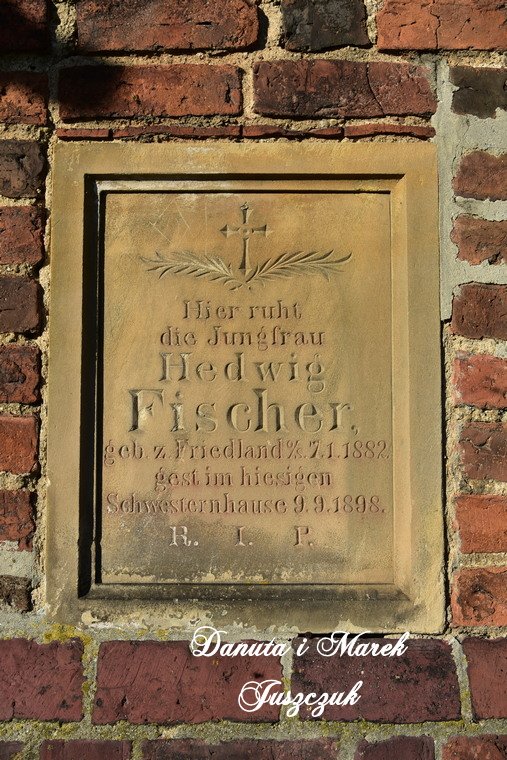 Hier ruht
die Jungfrau
Hedwig
Fischer,
geb. z. Friedland O/S. 7.1.1882
gest im hiesigen
Schwesternhause 9.9.1898.
R. I. P.
Danuta i Marek
Juszczuk